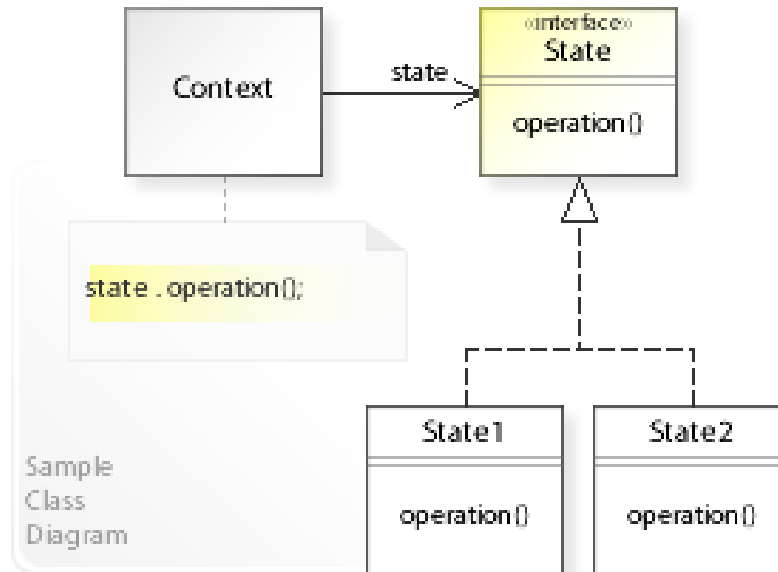 Context
state
«interface»
State
operation()
state . operation();
State1
operation()
State2
operation()
Sample
Class
Diagram